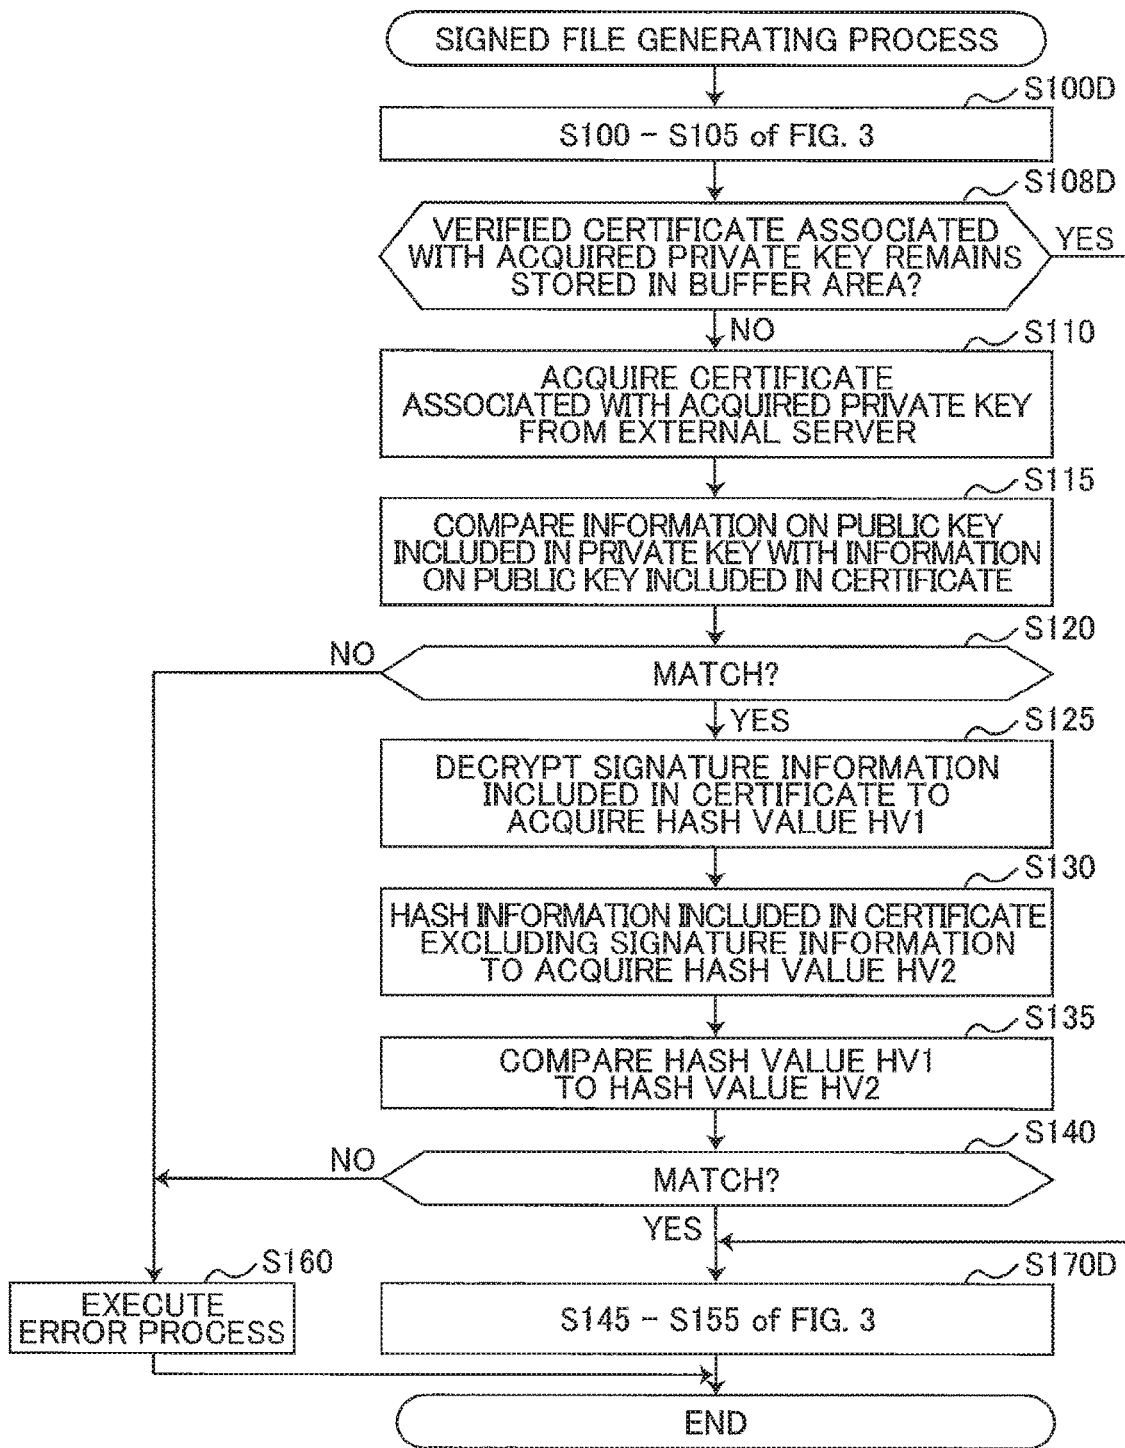 SIGNED FILE GENERATING PROCESS
S100D
S100 – S105 of FIG. 3
S108D
VERIFIED CERTIFICATE ASSOCIATED
WITH ACQUIRED PRIVATE KEY REMAINS
STORED IN BUFFER AREA?
YES
NO
S110
ACQUIRE CERTIFICATE
ASSOCIATED WITH ACQUIRED PRIVATE KEY
FROM EXTERNAL SERVER
S115
COMPARE INFORMATION ON PUBLIC KEY
INCLUDED IN PRIVATE KEY WITH INFORMATION
ON PUBLIC KEY INCLUDED IN CERTIFICATE
S120
NO
MATCH?
YES
S125
DECRYPT SIGNATURE INFORMATION
INCLUDED IN CERTIFICATE TO
ACQUIRE HASH VALUE HV1
S130
HASH INFORMATION INCLUDED IN CERTIFICATE
EXCLUDING SIGNATURE INFORMATION
TO ACQUIRE HASH VALUE HV2
S135
COMPARE HASH VALUE HV1
TO HASH VALUE HV2
S140
NO
MATCH?
YES
S160
EXECUTE
ERROR PROCESS
S170D
S145 – S155 of FIG. 3
END